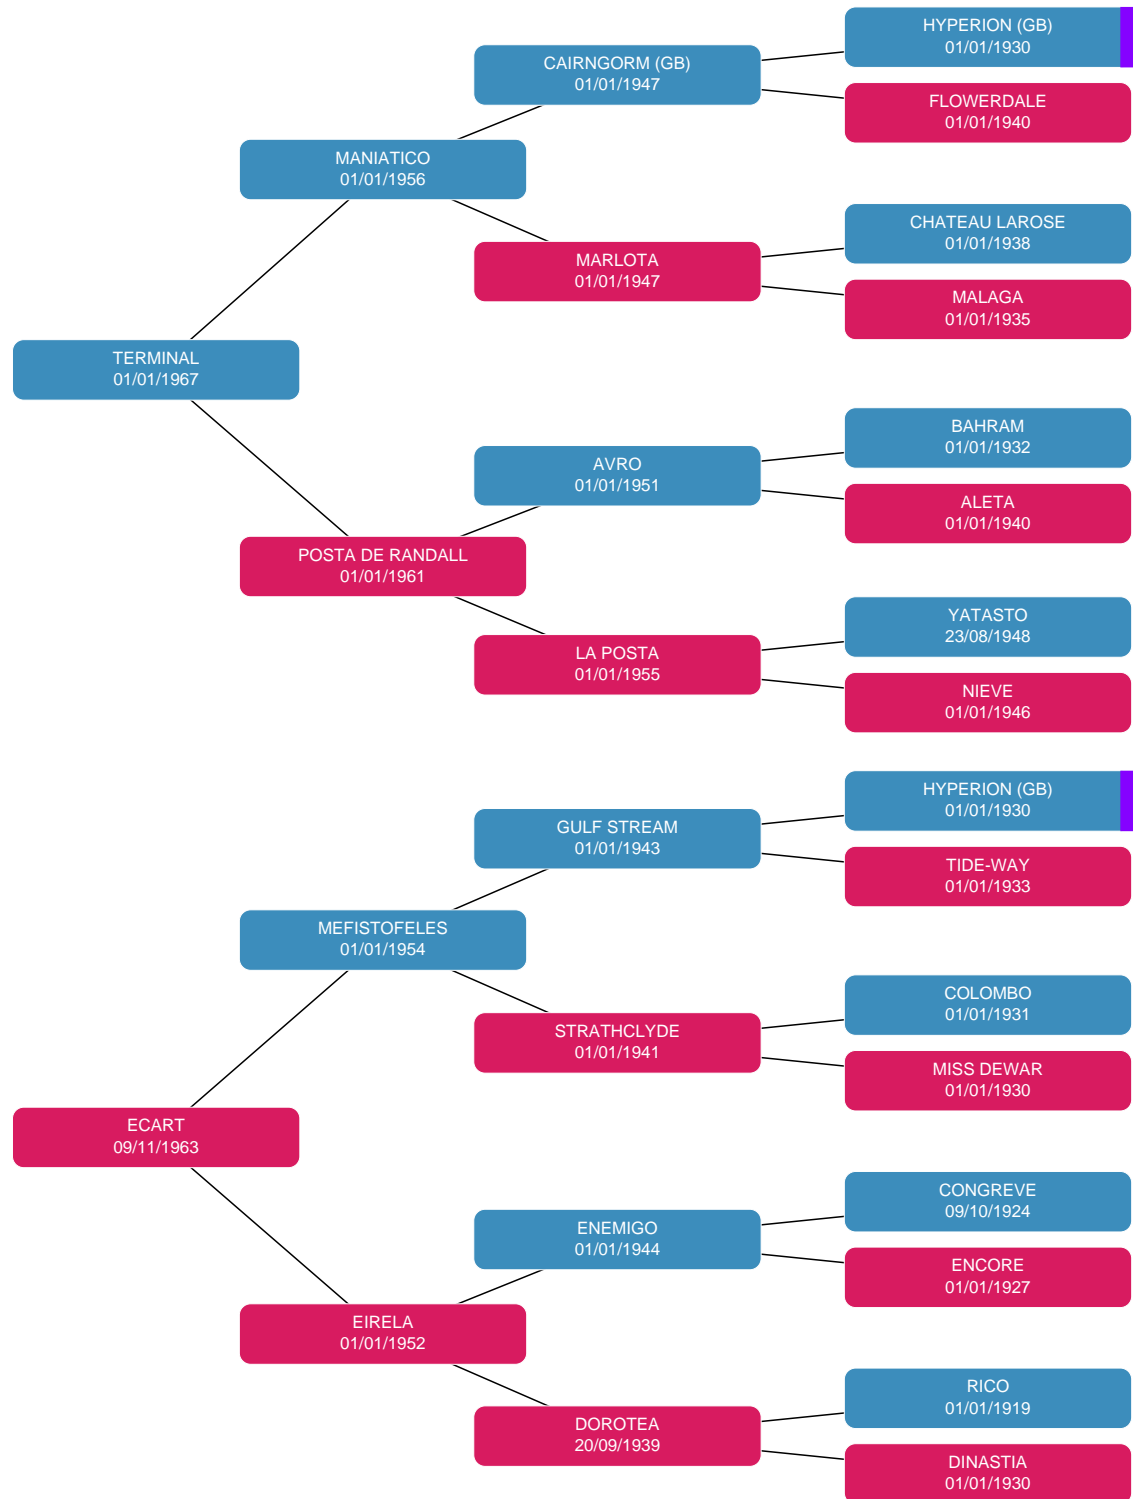 HYPERION (GB)
01/01/1930
CAIRNGORM (GB)
01/01/1947
FLOWERDALE
01/01/1940
MANIATICO
01/01/1956
CHATEAU LAROSE
01/01/1938
MARLOTA
01/01/1947
MALAGA
01/01/1935
TERMINAL
01/01/1967
BAHRAM
01/01/1932
AVRO
01/01/1951
ALETA
01/01/1940
POSTA DE RANDALL
01/01/1961
YATASTO
23/08/1948
LA POSTA
01/01/1955
NIEVE
01/01/1946
HYPERION (GB)
01/01/1930
GULF STREAM
01/01/1943
TIDE-WAY
01/01/1933
MEFISTOFELES
01/01/1954
COLOMBO
01/01/1931
STRATHCLYDE
01/01/1941
MISS DEWAR
01/01/1930
ECART
09/11/1963
CONGREVE
09/10/1924
ENEMIGO
01/01/1944
ENCORE
01/01/1927
EIRELA
01/01/1952
RICO
01/01/1919
DOROTEA
20/09/1939
DINASTIA
01/01/1930